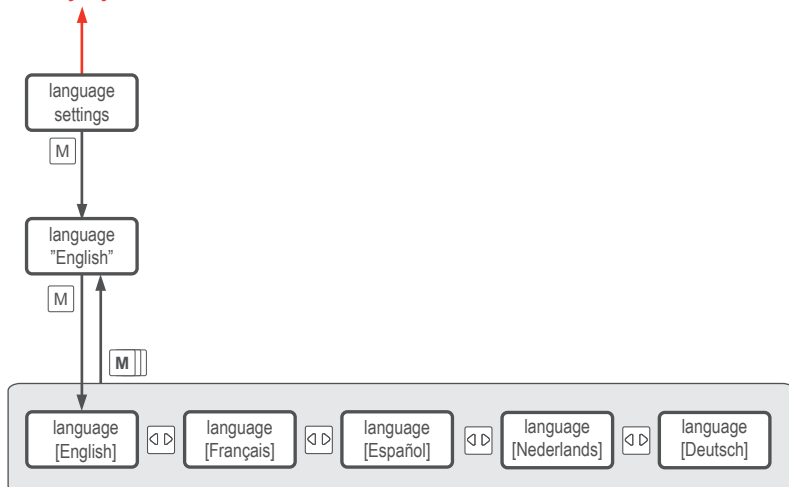 language
settings
M
language
”English”
M
M
language
[English]
language
[Français]
language
[Español]
language
[Nederlands]
language
[Deutsch]